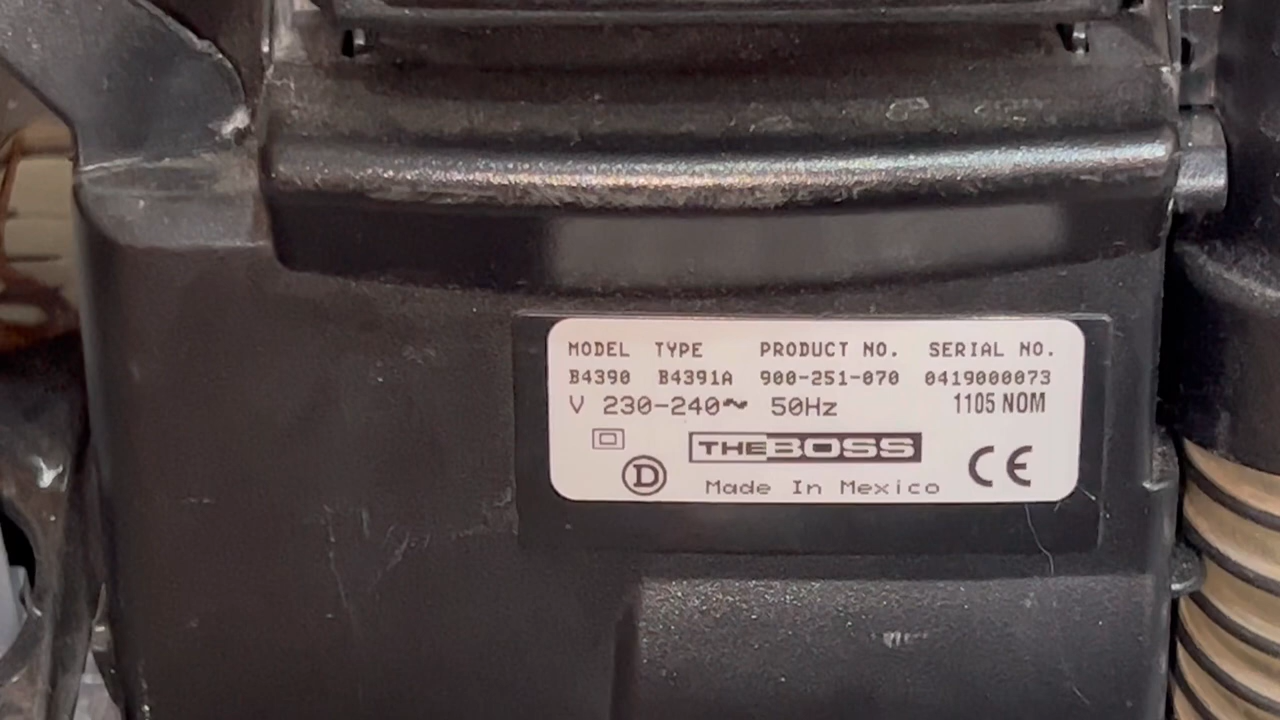 MODEL TYPE PRODUCT NO. SERIAL NO.
B4390 B4391A 900-251-070 0419000073
V 230-240~ 50Hz 1105 NOM
THE BOSS
D
CE
Made In Mexico